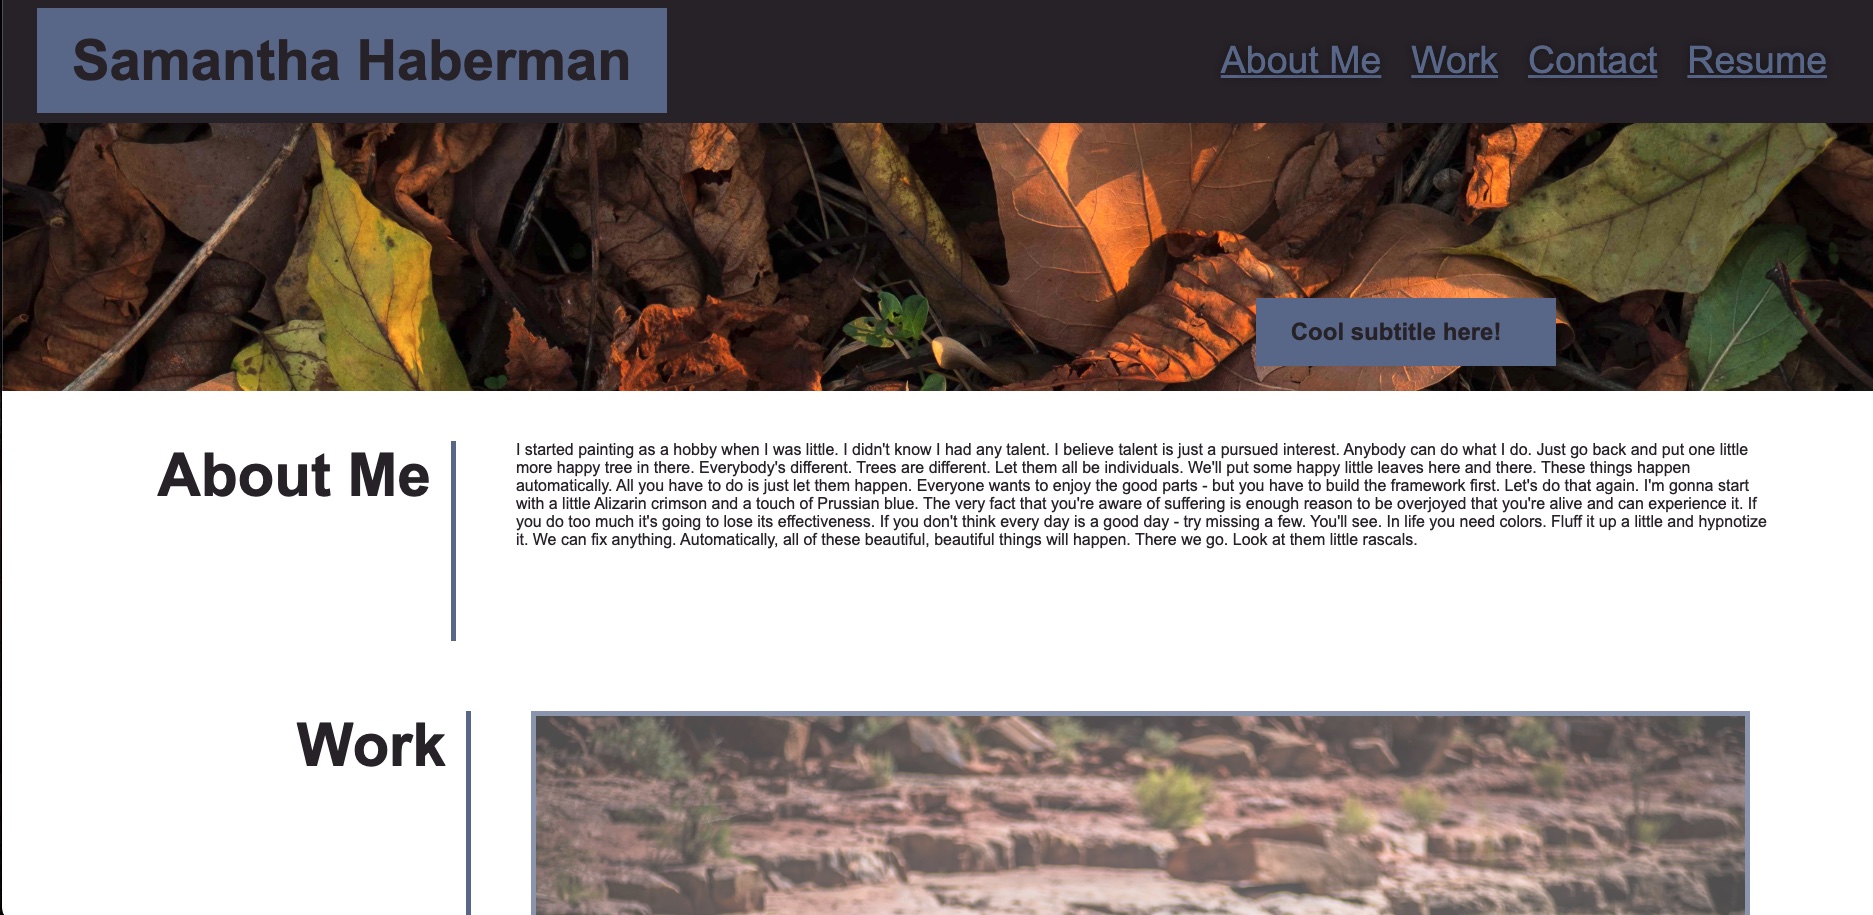 Samantha Haberman
About Me Work Contact Resume
Cool subtitle here!
About Me
I started painting as a hobby when I was little. I didn't know I had any talent. I believe talent is just a pursued interest. Anybody can do what I do. Just go back and put one little
more happy tree in there. Everybody's different. Trees are different. Let them all be individuals. We'll put some happy little leaves here and there. These things happen
automatically. All you have to do is just let them happen. Everyone wants to enjoy the good parts - but you have to build the framework first. Let's do that again. I'm gonna start
with a little Alizarin crimson and a touch of Prussian blue. The very fact that you're aware of suffering is enough reason to be overjoyed that you're alive and can experience it. If
you do too much it's going to lose its effectiveness. If you don't think every day is a good day - try missing a few. You'll see. In life you need colors. Fluff it up a little and hypnotize
it. We can fix anything. Automatically, all of these beautiful, beautiful things will happen. There we go. Look at them little rascals.
Work